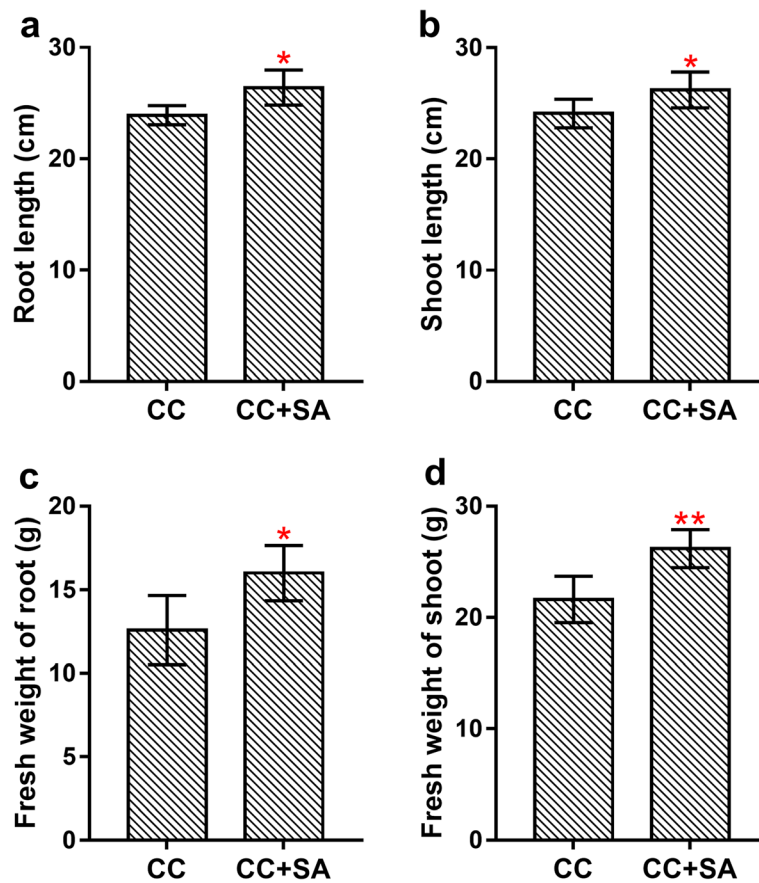 a
Root length (cm)
30
20
10
0
CC
CC+SA
*
b
Shoot length (cm)
30
20
10
0
CC
CC+SA
*
c
Fresh weight of root (g)
20
15
10
5
0
CC
CC+SA
*
d
Fresh weight of shoot (g)
30
20
10
0
CC
CC+SA
**